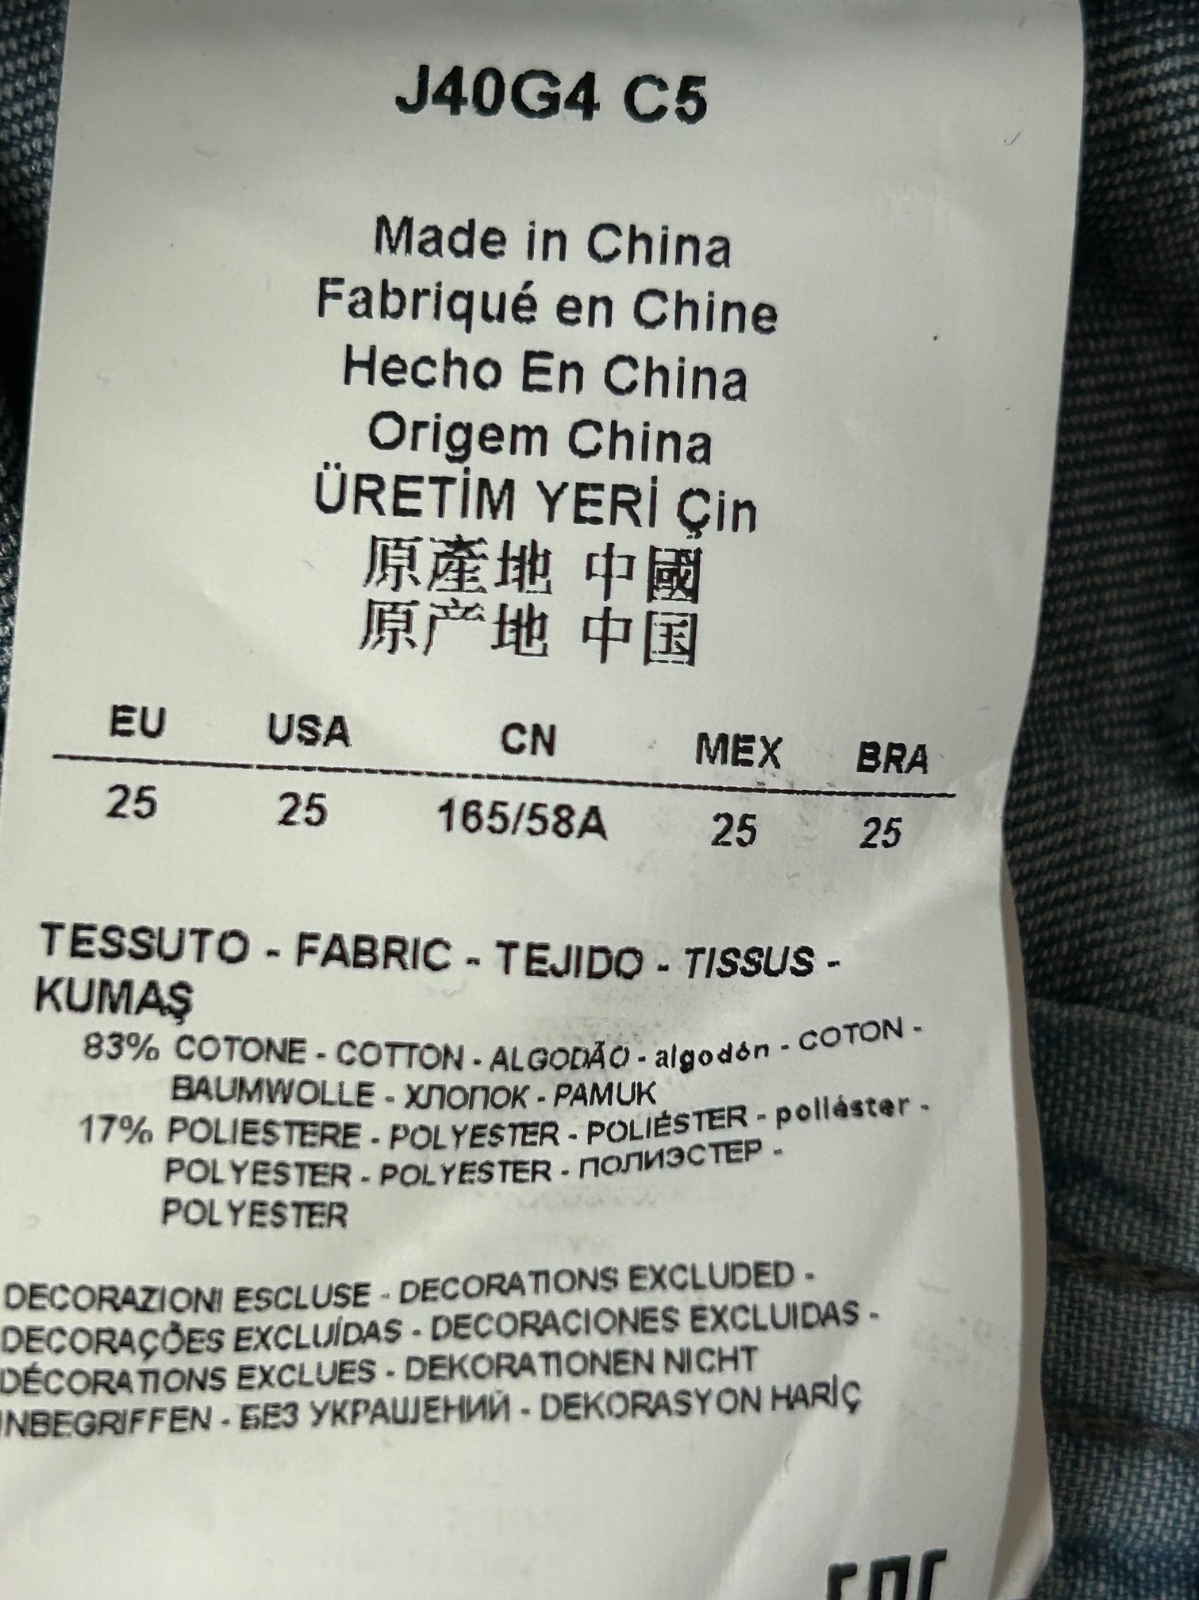 J40G4 C5
Made in China
Fabriqué en Chine
Hecho En China
Origem China
ÜRETİM YERİ Çin
原產地 中國
原产地 中国
EU USA CN MEX BRA
25 25 165/58A 25 25
TESSUTO - FABRIC - TEJIDO - TISSUS -
KUMAŞ
83% COTONE - COTTON - ALGODÃO - algodón - COTON -
BAUMWOLLE - ХЛОПОК - PAMUK
17% POLIESTERE - POLYESTER - POLIÉSTER - poliéster -
POLYESTER - POLYESTER - ПОЛИЭСТЕР -
POLYESTER
DECORAZIONI ESCLUSE - DECORATIONS EXCLUDED -
DECORAÇÕES EXCLUÍDAS - DECORACIONES EXCLUIDAS -
DÉCORATIONS EXCLUES - DEKORATIONEN NICHT
INBEGRIFFEN - БЕЗ УКРАШЕНИЙ - DEKORASYON HARİÇ